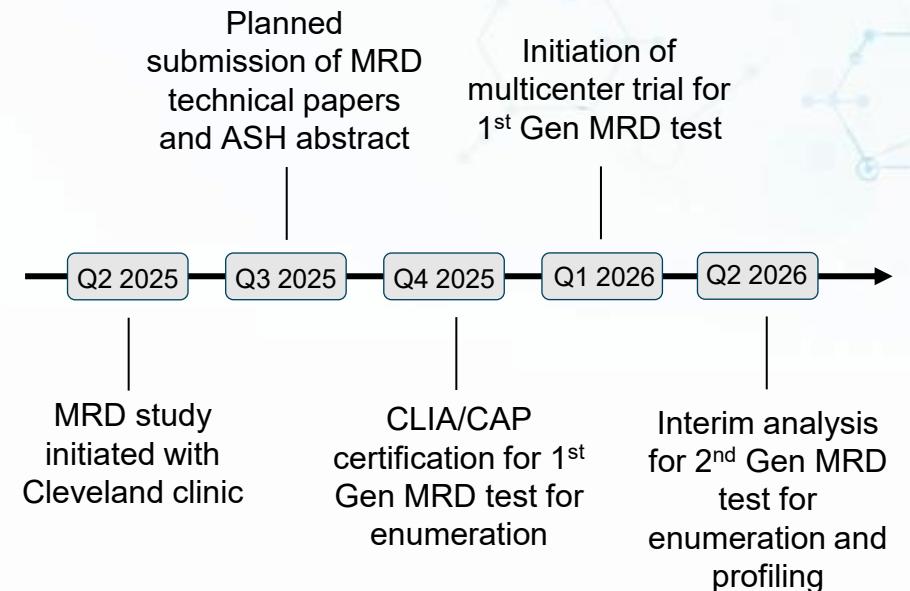 Planned
submission of MRD
technical papers
and ASH abstract
Initiation of
multicenter trial for
1st Gen MRD test
Q2 2025
Q3 2025
Q4 2025
Q1 2026
Q2 2026
MRD study
initiated with
Cleveland clinic
CLIA/CAP
certification for 1st
Gen MRD test for
enumeration
Interim analysis
for 2nd Gen MRD
test for
enumeration and
profiling